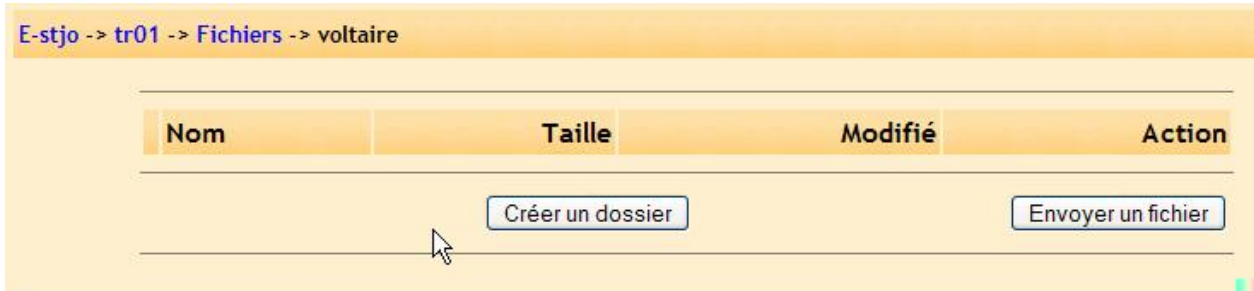 E-stjo -> tr01 -> Fichiers -> voltaire
Nom Taille Modifié Action
Créer un dossier Envoyer un fichier